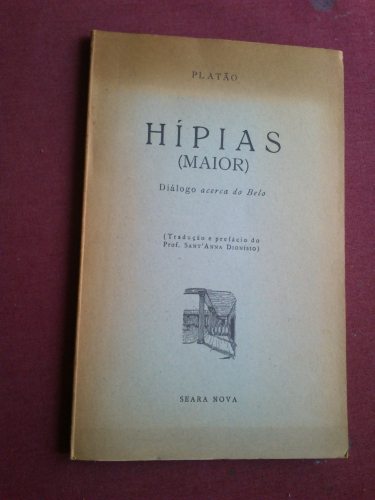 PLATÃO
HÍPIAS
(MAIOR)
Diálogo acerca do Belo
(Tradução e prefácio do
Prof. SANT'ANNA DIONÍSIO)
SEARA NOVA